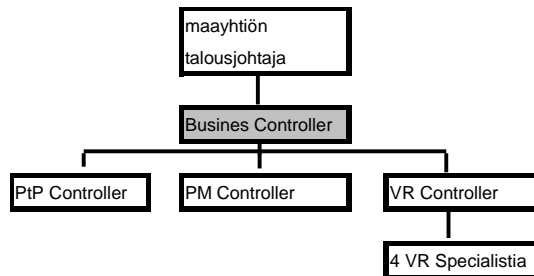 maayhtiön
talousjohtaja
Busines Controller
PtP Controller
PM Controller
VR Controller
4 VR Specialistia